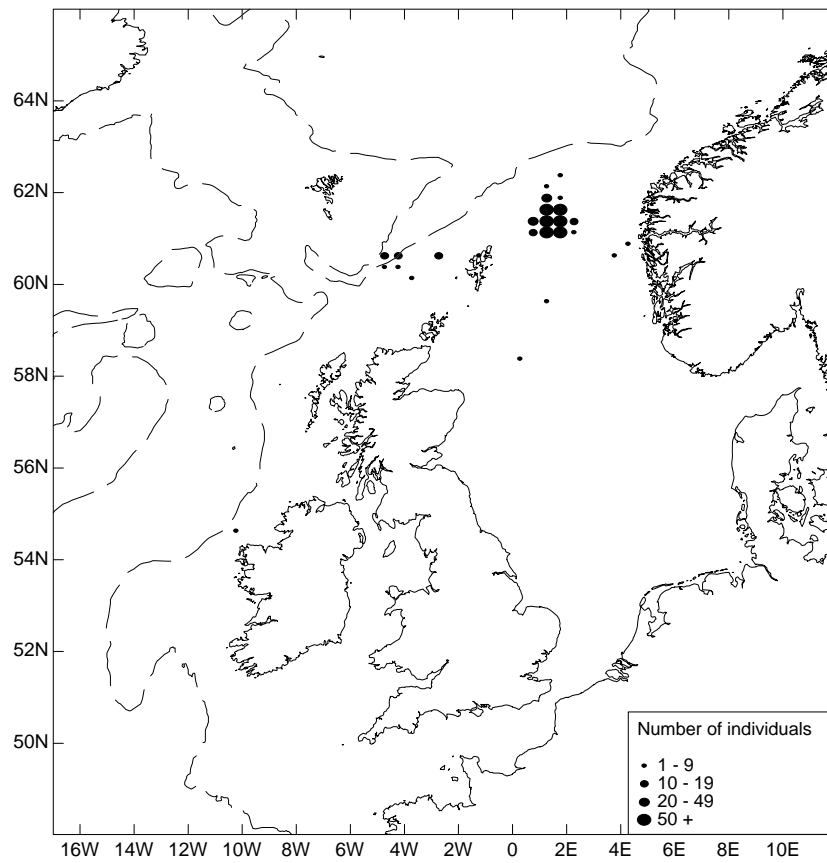 64N
62N
60N
58N
56N
54N
52N
50N
Number of individuals
1 - 9
10 - 19
20 - 49
50 +
16W 14W 12W 10W 8W 6W 4W 2W 0 2E 4E 6E 8E 10E